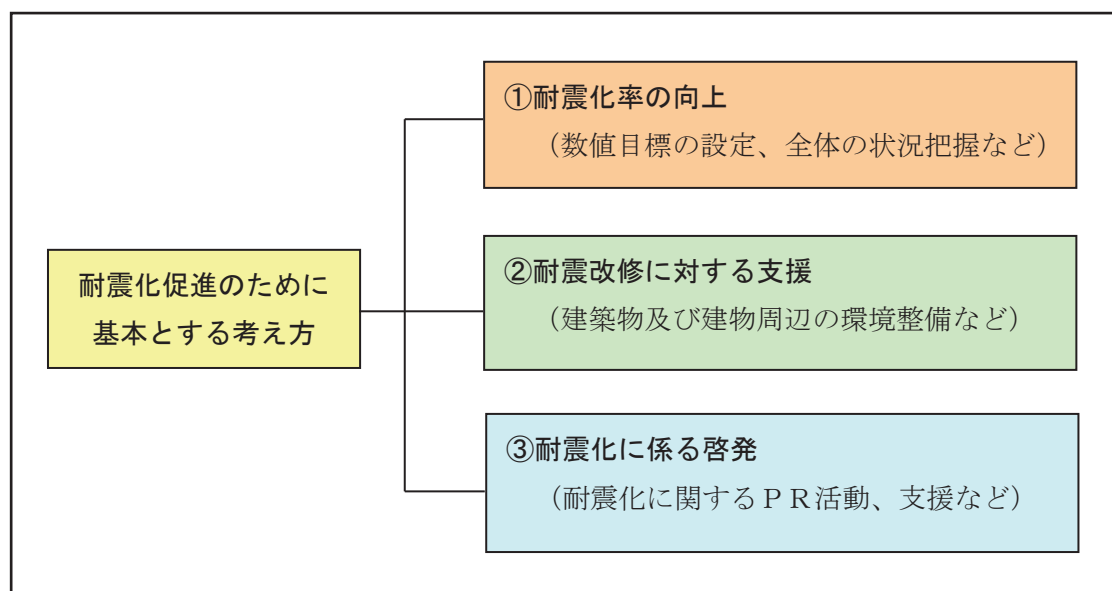 耐震化促進のために
基本とする考え方
①耐震化率の向上
（数値目標の設定、全体の状況把握など）
②耐震改修に対する支援
（建築物及び建物周辺の環境整備など）
③耐震化に係る啓発
（耐震化に関するＰＲ活動、支援など）